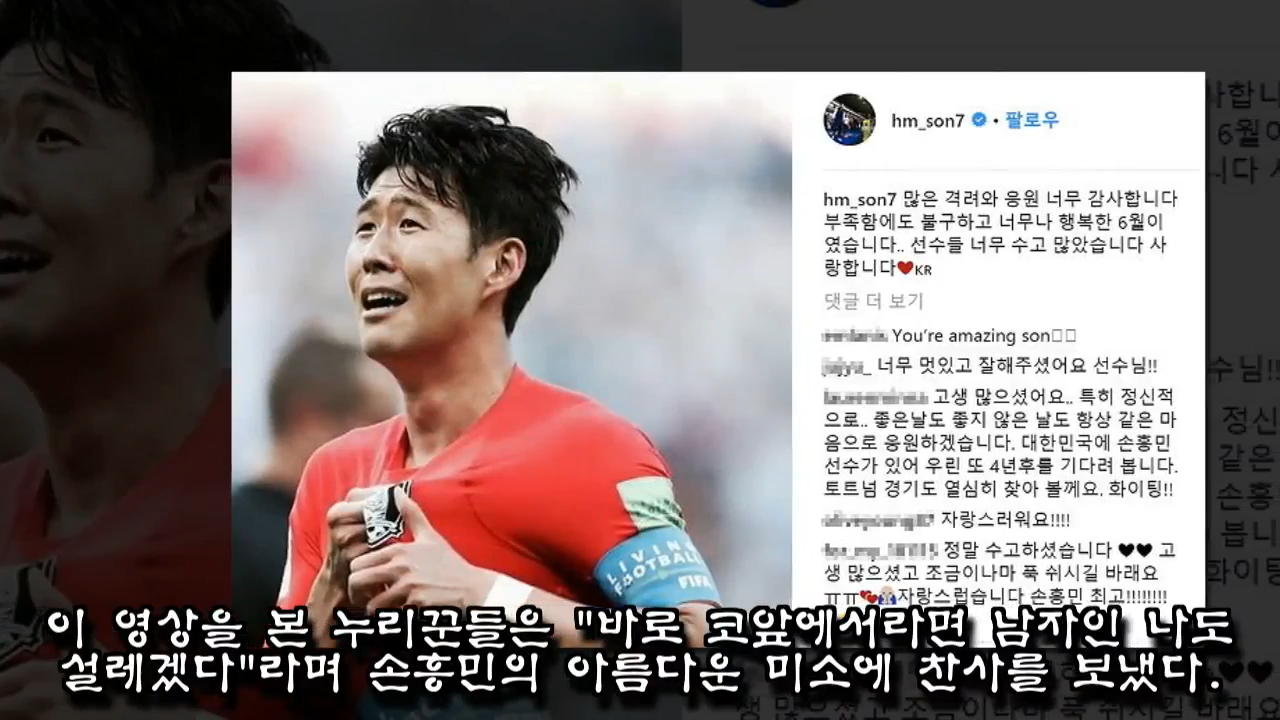 hm_son7 • 팔로우
hm_son7 많은 격려와 응원 너무 감사합니다
부족함에도 불구하고 너무나 행복한 6월이
였습니다.. 선수들 너무 수고 많았습니다 사
랑합니다❤️KR
댓글 더 보기
You're amazing son
너무 멋있고 잘해주셨어요 선수님!!
고생 많으셨어요.. 특히 정신적
으로.. 좋은날도 좋지 않은 날도 항상 같은 마
음으로 응원하겠습니다. 대한민국에 손흥민
선수가 있어 우린 또 4년후를 기다려 봅니다.
토트넘 경기도 열심히 찾아 볼께요. 화이팅!!
자랑스러워요!!!!
정말 수고하셨습니다 ♥♥ 고
생 많으셨고 조금이나마 푹 쉬시길 바래요
ㅠㅠ 자랑스럽습니다 손흥민 최고!!!!!!!!
LIVING
FOOTBALL
FIFA
이 영상을 본 누리꾼들은 "바로 코앞에서라면 남자인 나도
설레겠다"라며 손흥민의 아름다운 미소에 찬사를 보냈다.